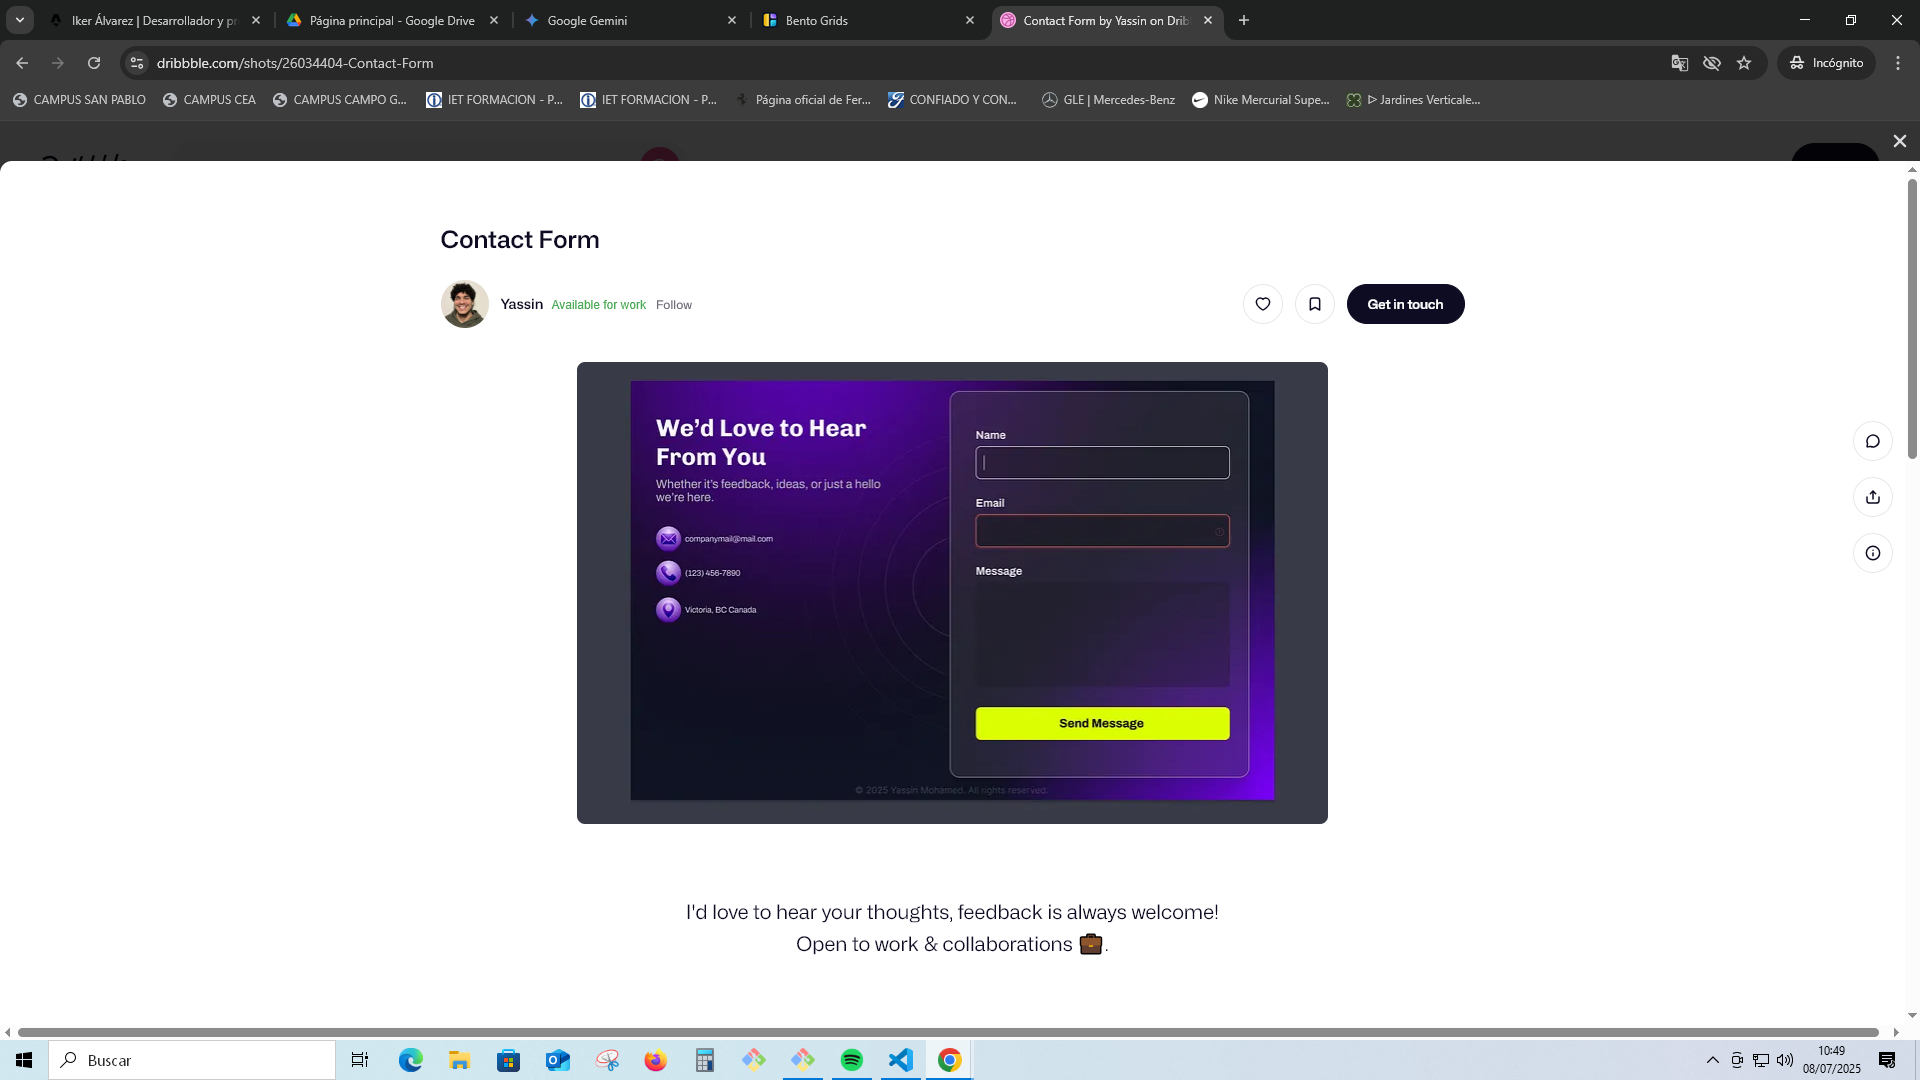 Iker Álvarez | Desarrollador y pr
Página principal - Google Drive
Google Gemini
Bento Grids
Contact Form by Yassin on Drib
dribbble.com/shots/26034404-Contact-Form
Incógnito
CAMPUS SAN PABLO
CAMPUS CEA
CAMPUS CAMPO G...
IET FORMACION - P...
IET FORMACION - P...
Página oficial de Fer...
CONFIADO Y CON...
GLE | Mercedes-Benz
Nike Mercurial Supe...
ᐅ Jardines Verticale...
Contact Form
Yassin Available for work Follow
Get in touch
We'd Love to Hear
From You
Whether it's feedback, ideas, or just a hello
we're here.
companymail@mail.com
(123) 456-7890
Victoria, BC Canada
Name
Email
Message
Send Message
© 2025 Yassin Mohamed. All rights reserved.
I'd love to hear your thoughts, feedback is always welcome!
Open to work & collaborations 💼.
Buscar
10:49
08/07/2025